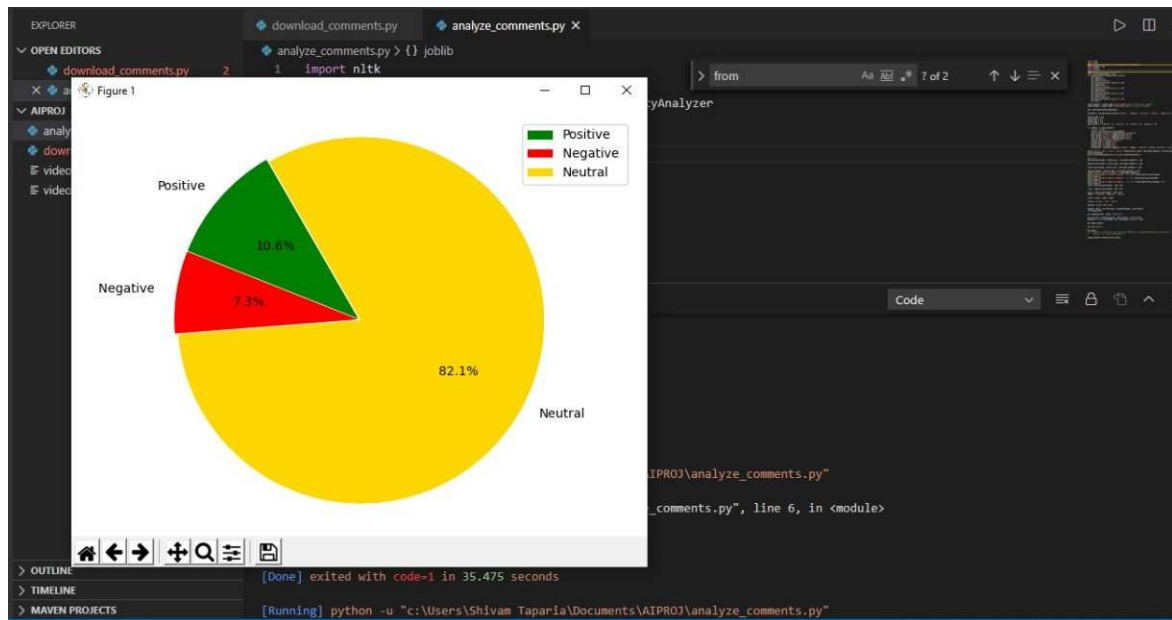 EXPLORER
download_comments.py
analyze_comments.py ×
OPEN EDITORS
analyze_comments.py > {} joblib
download_comments.py 2
1 import nltk
from
Aa Abl .* ? of 2
Figure 1
tyAnalyzer
AIPROJ
analy
down
video
video
Positive
Negative
Neutral
Positive
10.6%
Negative
7.3%
82.1%
Neutral
Code
AIPROJ\analyze_comments.py"
_comments.py", line 6, in <module>
OUTLINE
[Done] exited with code=1 in 35.475 seconds
TIMELINE
MAVEN PROJECTS
[Running] python -u "c:\Users\Shivam Taparia\Documents\AIPROJ\analyze_comments.py"